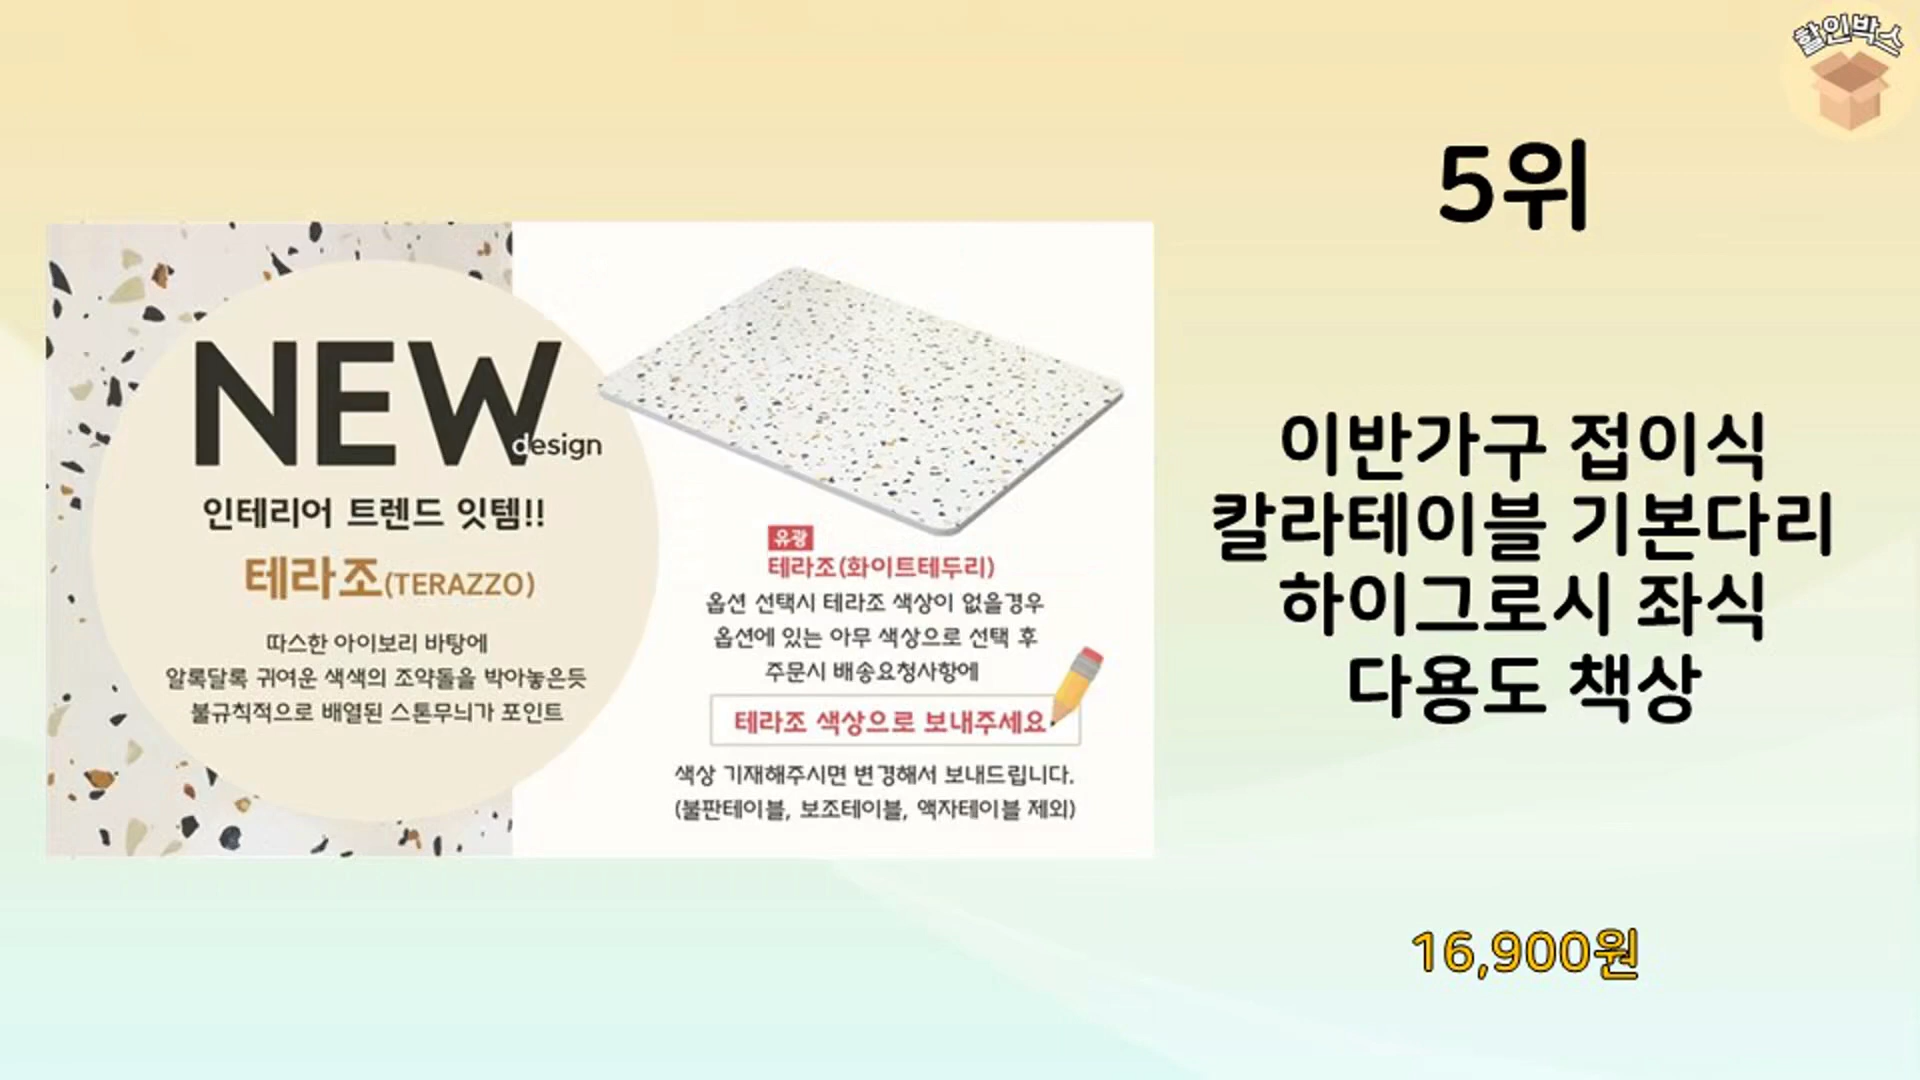 할인박스
5위
NEW
design
인테리어 트렌드 잇템!!
테라조(TERAZZO)
따스한 아이보리 바탕에
알록달록 귀여운 색색의 조약돌을 박아놓은듯
불규칙적으로 배열된 스톤무늬가 포인트
유광
테라조(화이트테두리)
옵션 선택시 테라조 색상이 없을경우
옵션에 있는 아무 색상으로 선택 후
주문시 배송요청사항에
테라조 색상으로 보내주세요
색상 기재해주시면 변경해서 보내드립니다.
(불판테이블, 보조테이블, 액자테이블 제외)
이반가구 접이식
칼라테이블 기본다리
하이그로시 좌식
다용도 책상
16,900원